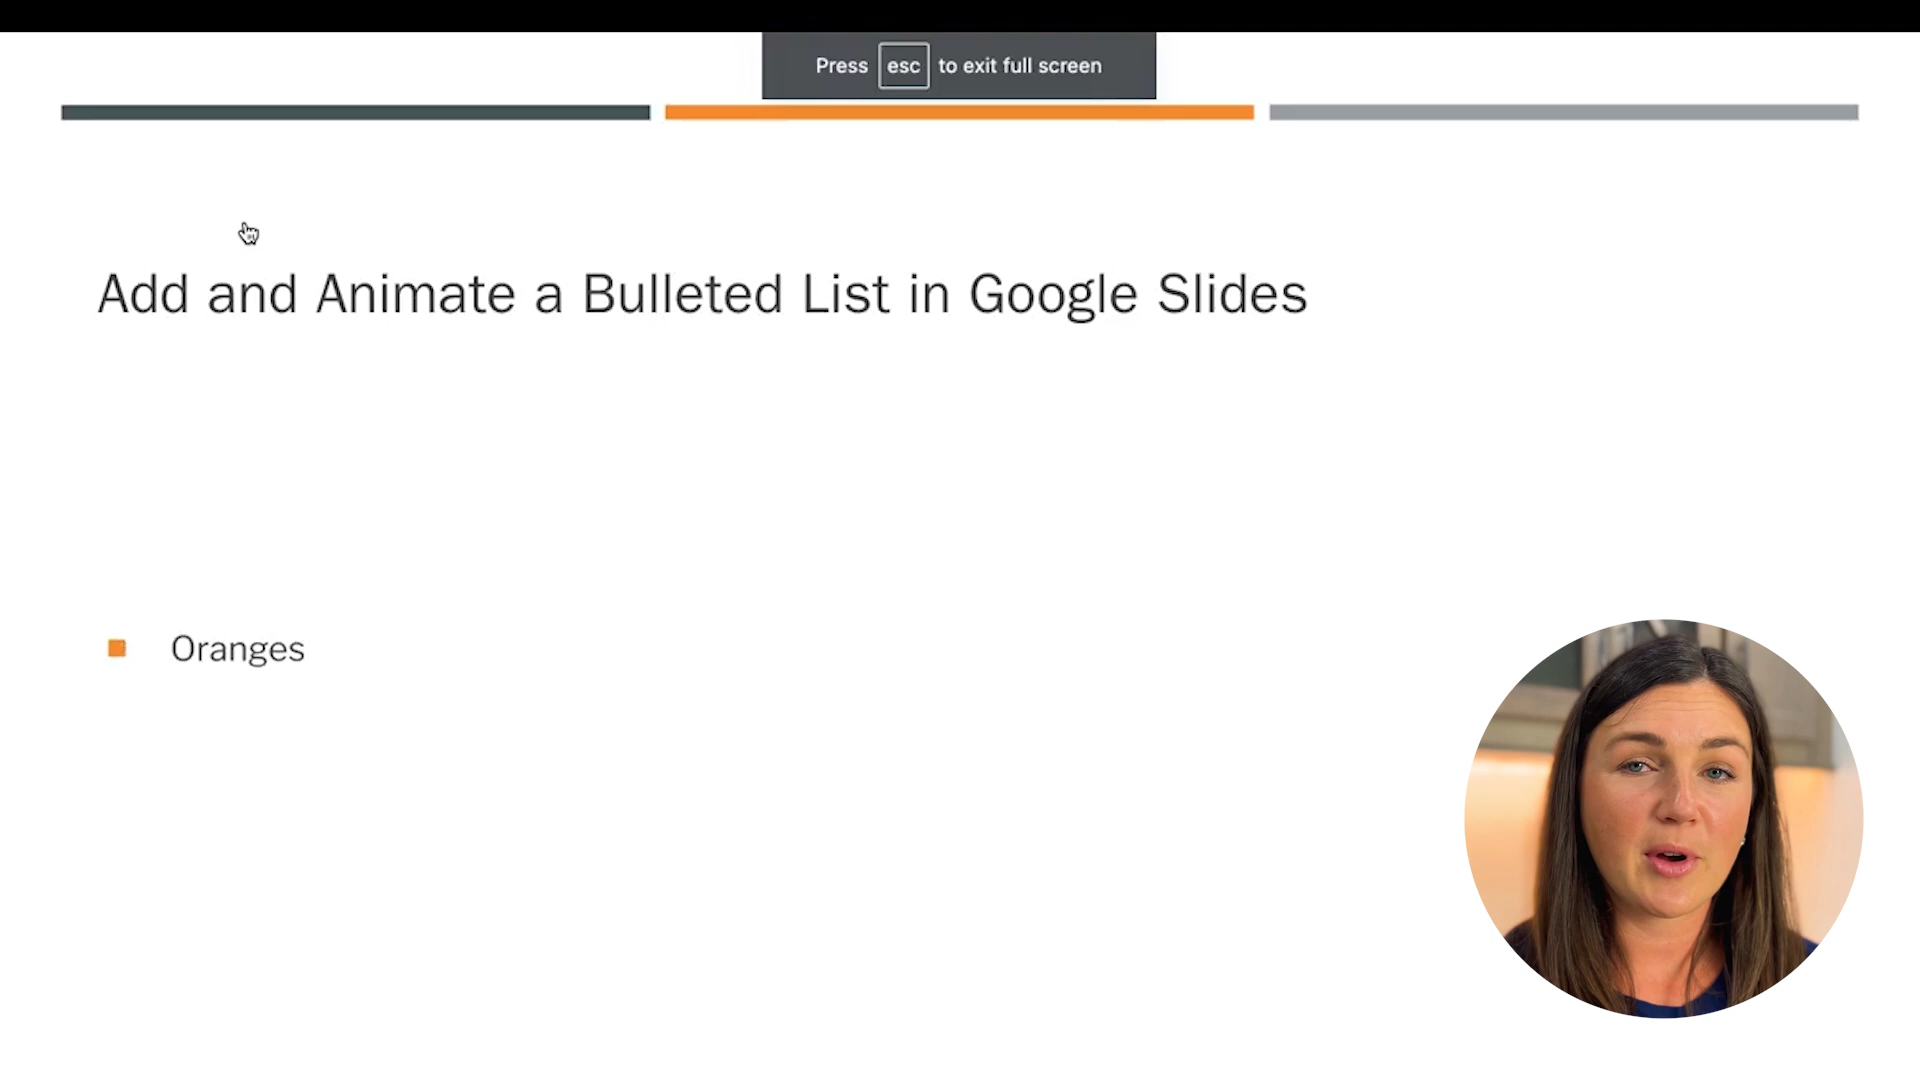 Press esc to exit full screen
Add and Animate a Bulleted List in Google Slides
Oranges